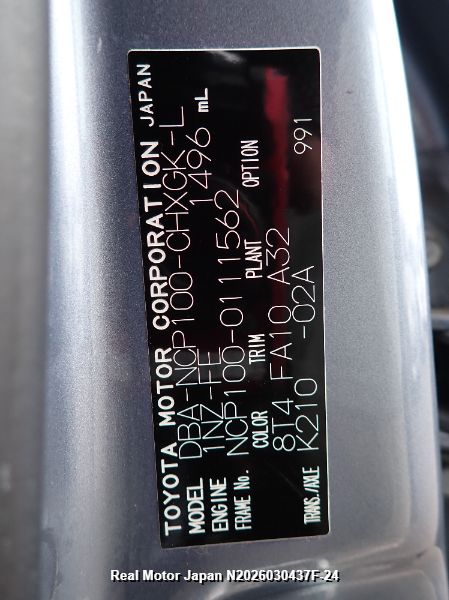 TOYOTA MOTOR CORPORATION JAPAN
MODEL DBA-NCP100-CHXGK -L
ENGINE 1NZ-FE 1496 mL
FRAME No. NCP100-0111562
COLOR TRIM PLANT OPTION
8T4 FA10 A32 991
TRANS./AXLE K210 -02A
Real Motor Japan N2026030437F-24